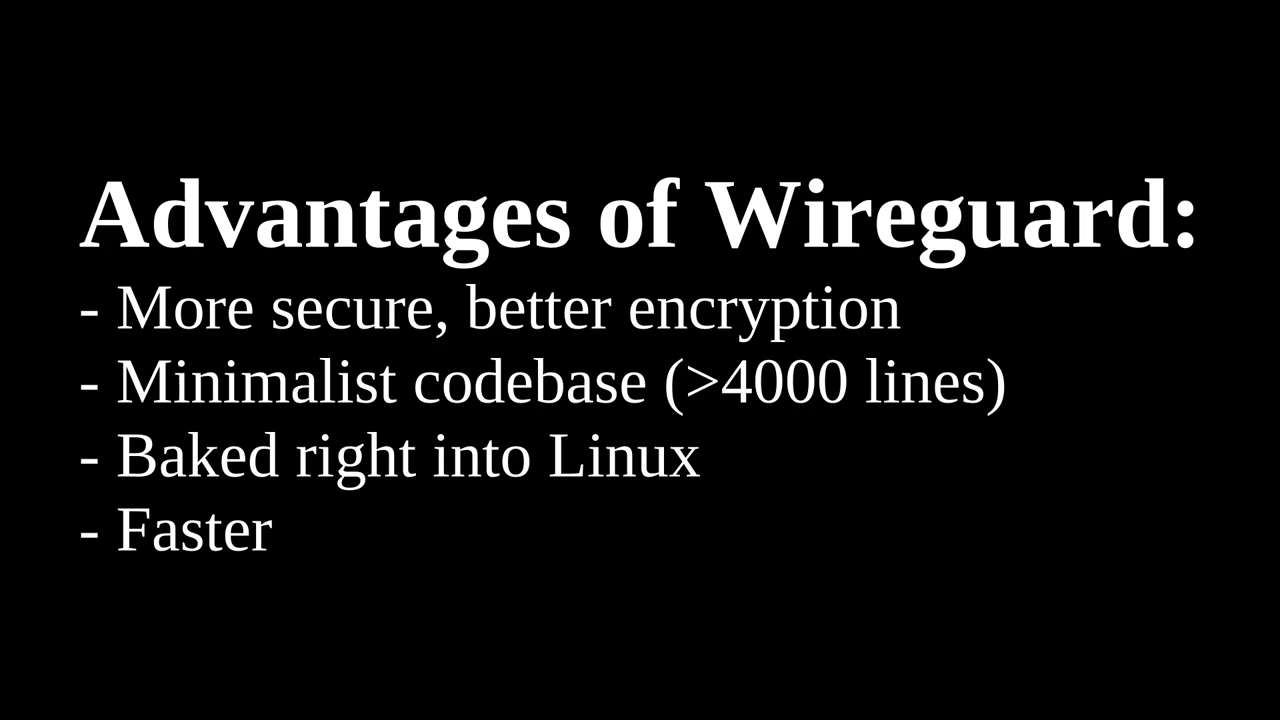 Advantages of Wireguard:
- More secure, better encryption
- Minimalist codebase (>4000 lines)
- Baked right into Linux
- Faster